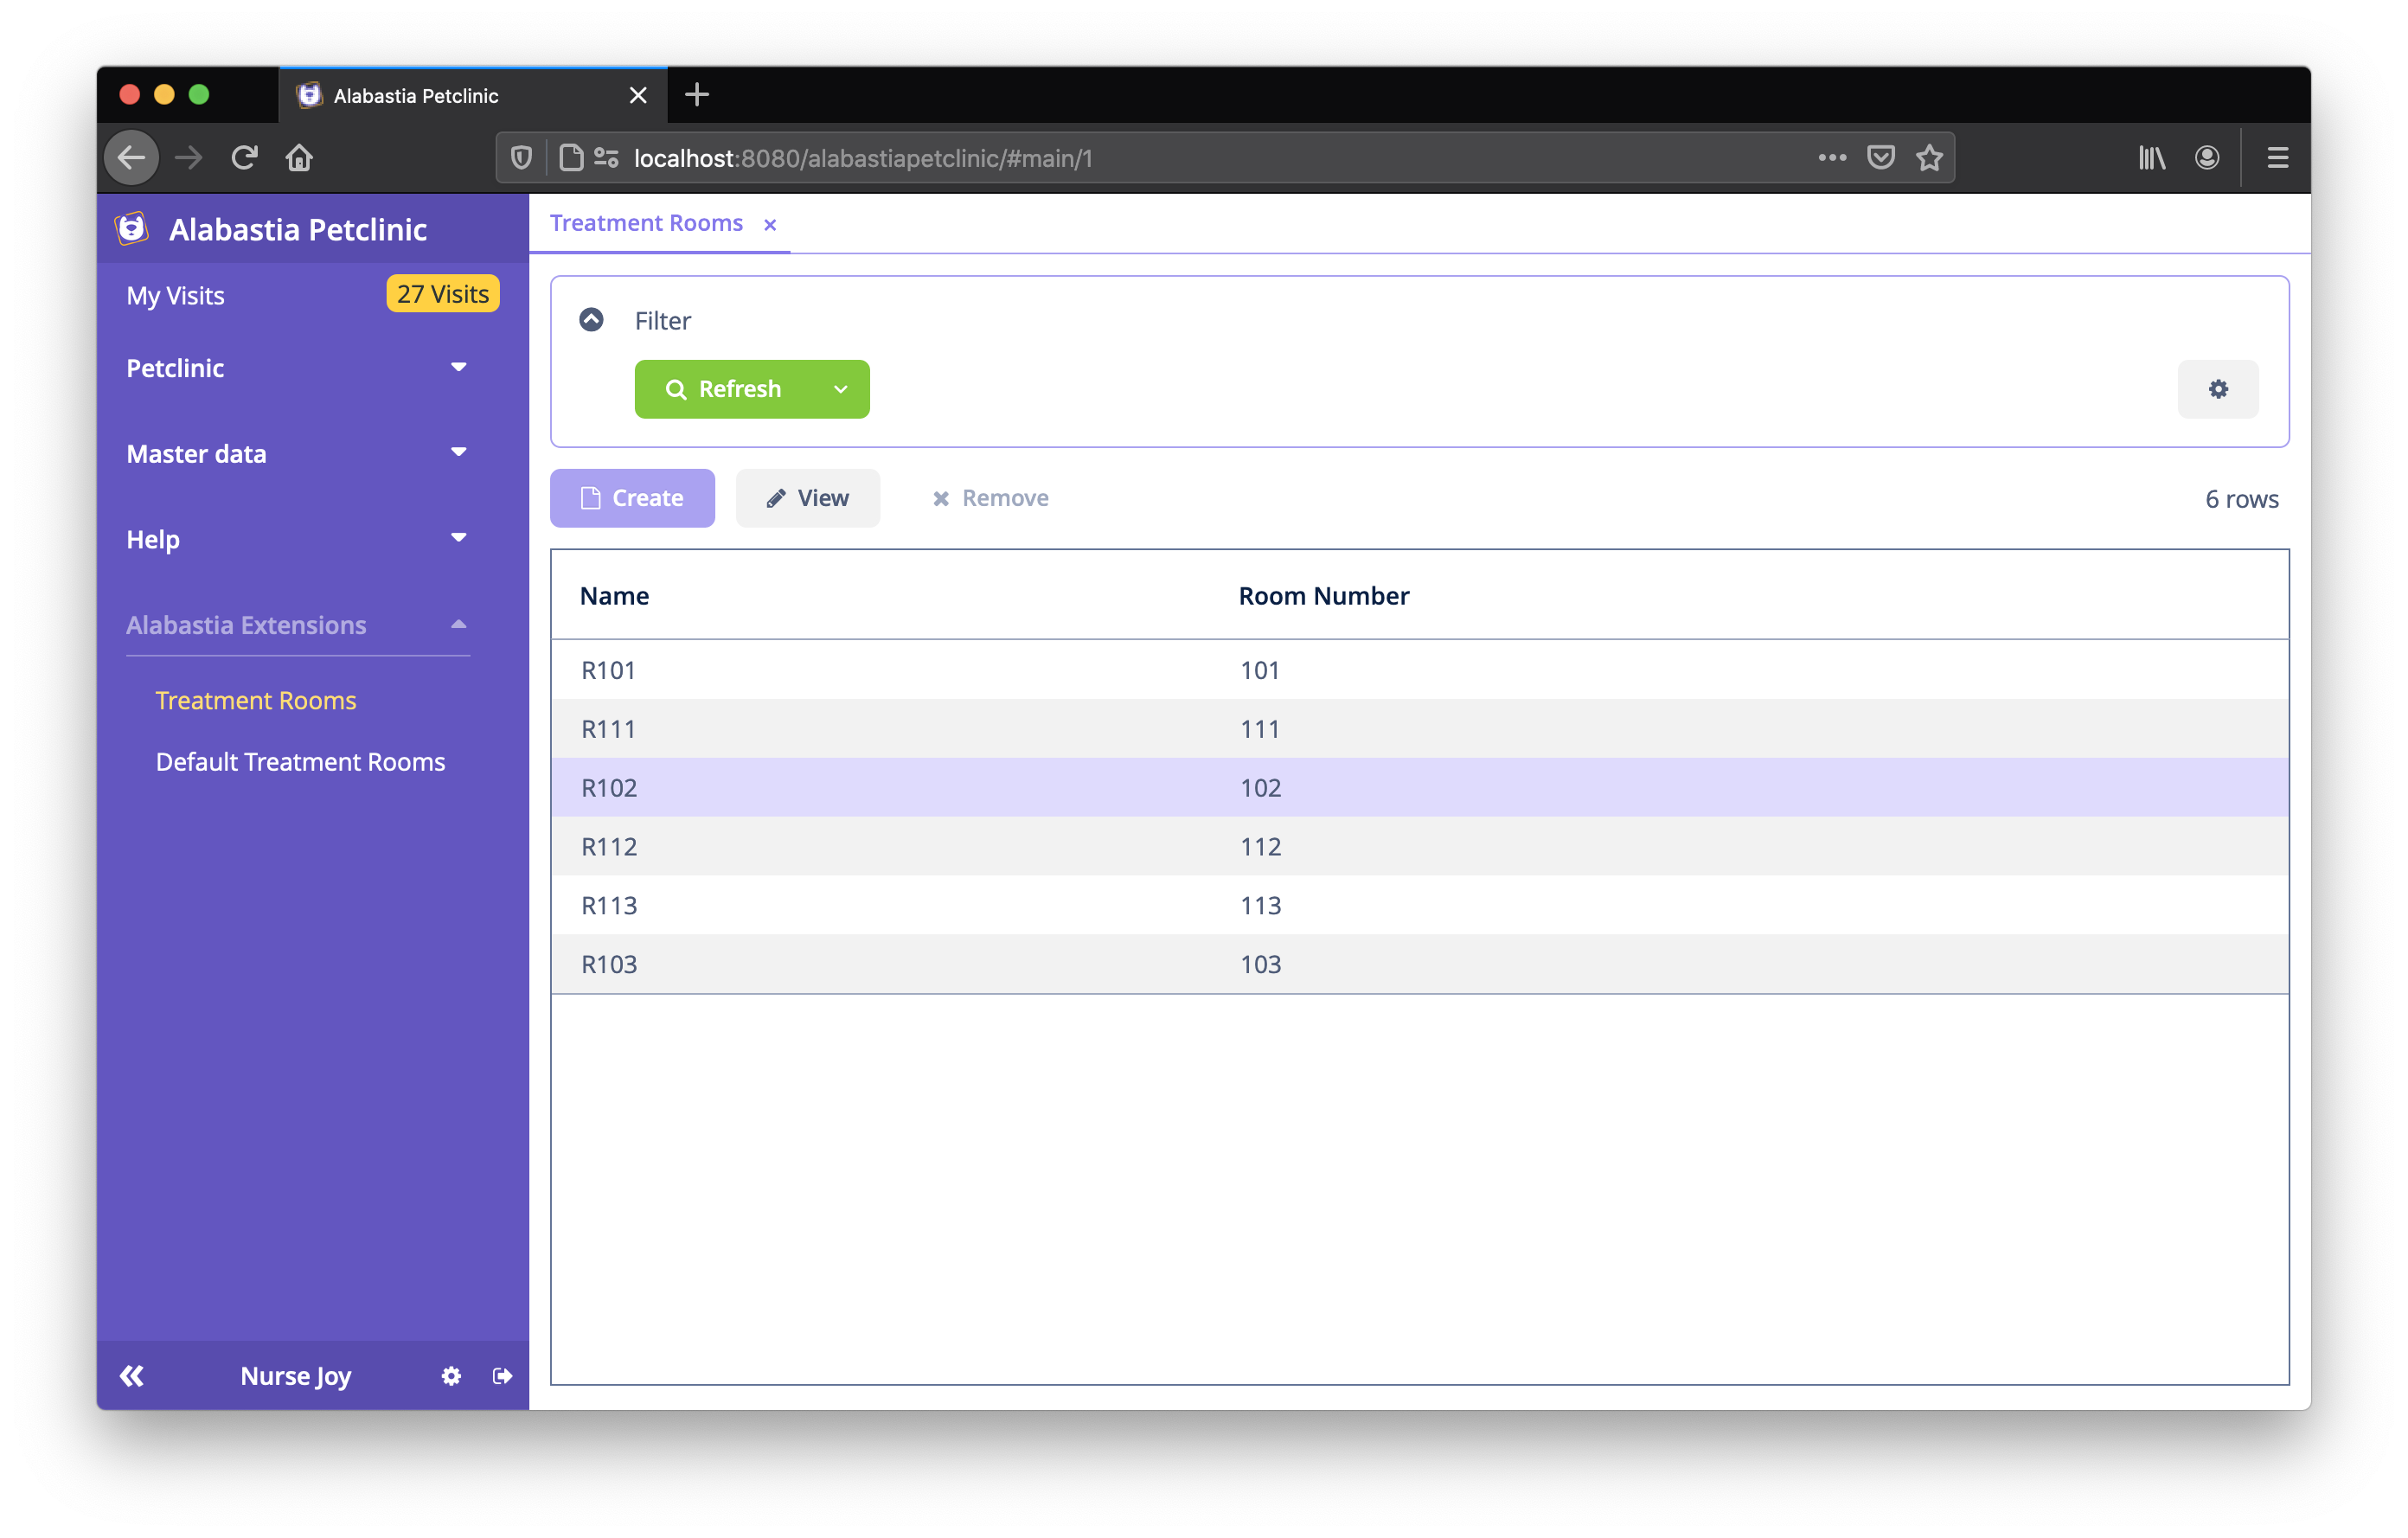 Alabastia Petclinic
localhost:8080/alabastiapetclinic/#main/1
Alabastia Petclinic
My Visits
27 Visits
Petclinic
Master data
Help
Alabastia Extensions
Treatment Rooms
Default Treatment Rooms
Nurse Joy
Treatment Rooms
Filter
Refresh
Create
View
Remove
6 rows
Name Room Number
R101 101
R111 111
R102 102
R112 112
R113 113
R103 103